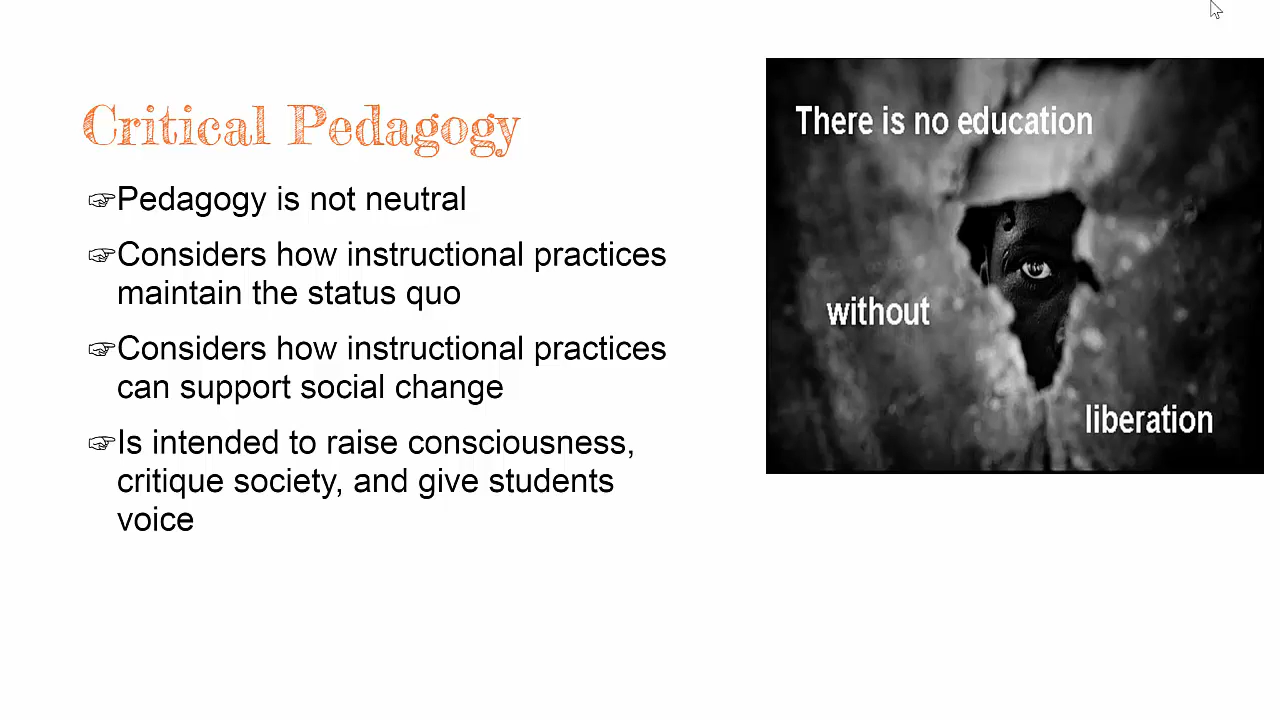 Critical Pedagogy
☞Pedagogy is not neutral
☞Considers how instructional practices
maintain the status quo
☞Considers how instructional practices
can support social change
☞Is intended to raise consciousness,
critique society, and give students
voice
There is no education
without
liberation